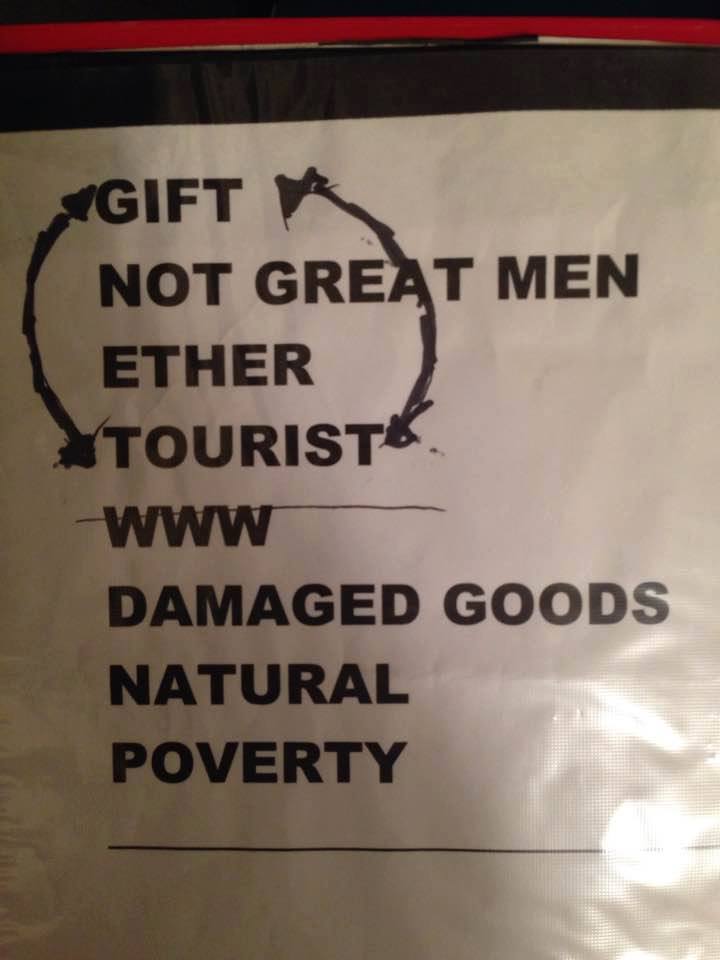 GIFT
NOT GREAT MEN
ETHER
TOURIST
WWW
DAMAGED GOODS
NATURAL
POVERTY